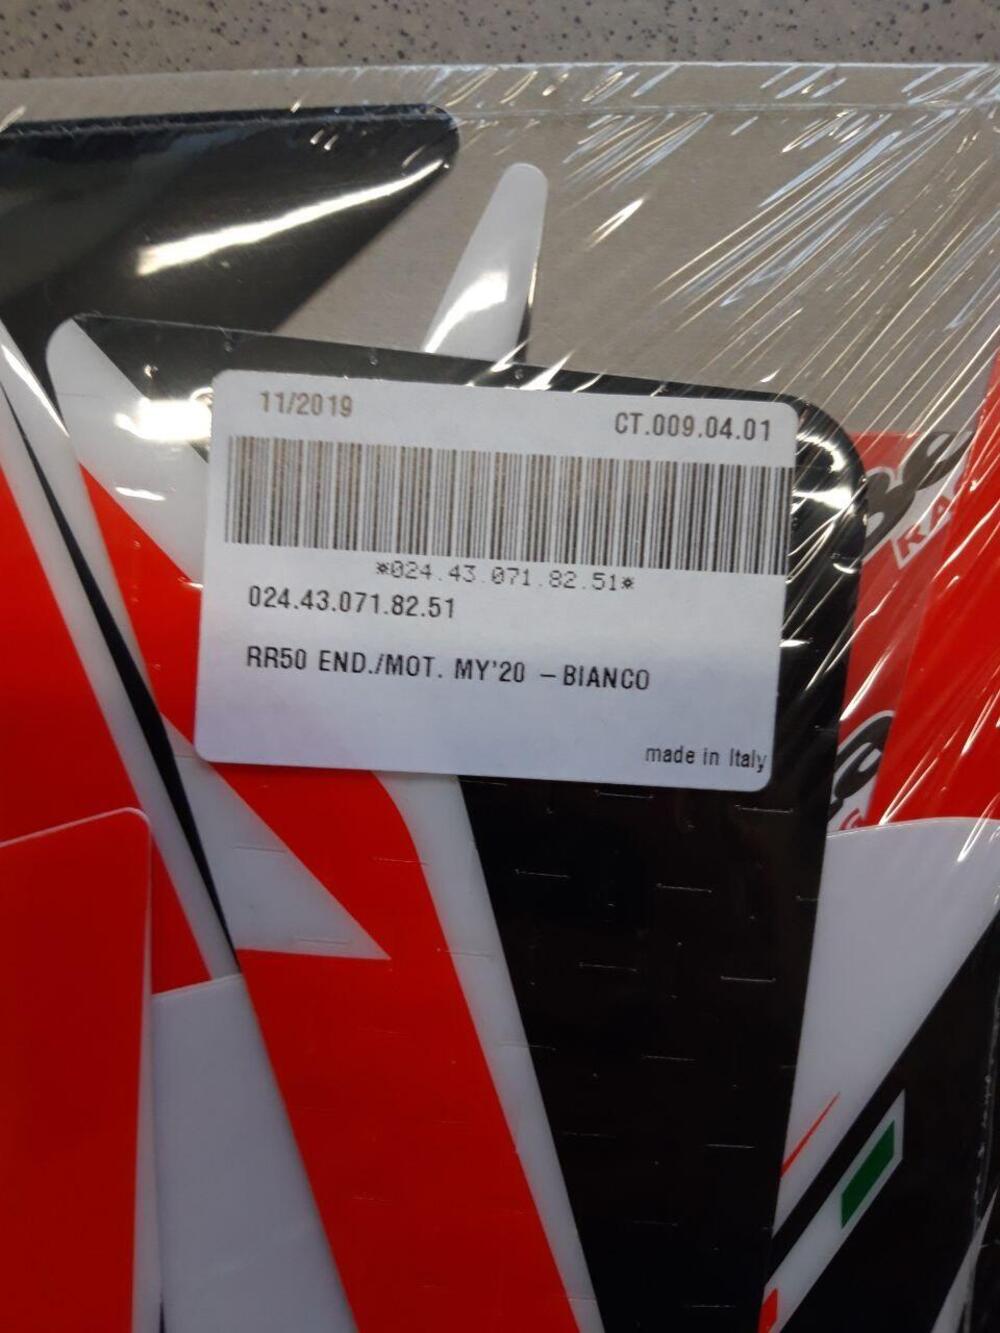 11/2019
CT.009.04.01
*024.43.071.82.51*
024.43.071.82.51
RR50 END./MOT. MY'20 – BIANCO
made in Italy